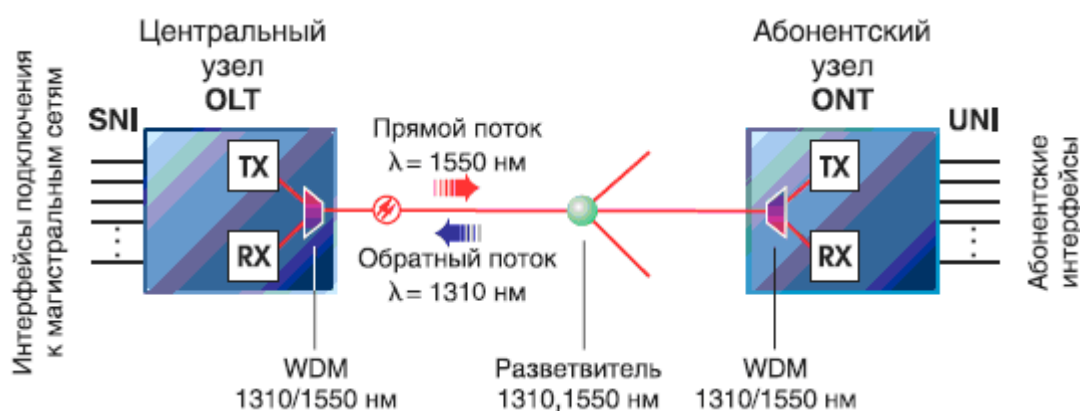 Интерфейсы подключения
к магистральным сетям
SNI
Центральный
узел
OLT
TX
RX
WDM
1310/1550 нм
Прямой поток
λ = 1550 нм
Обратный поток
λ = 1310 нм
Разветвитель
1310,1550 нм
Абонентский
узел
ONT
TX
RX
WDM
1310/1550 нм
UNI
Абонентские
интерфейсы